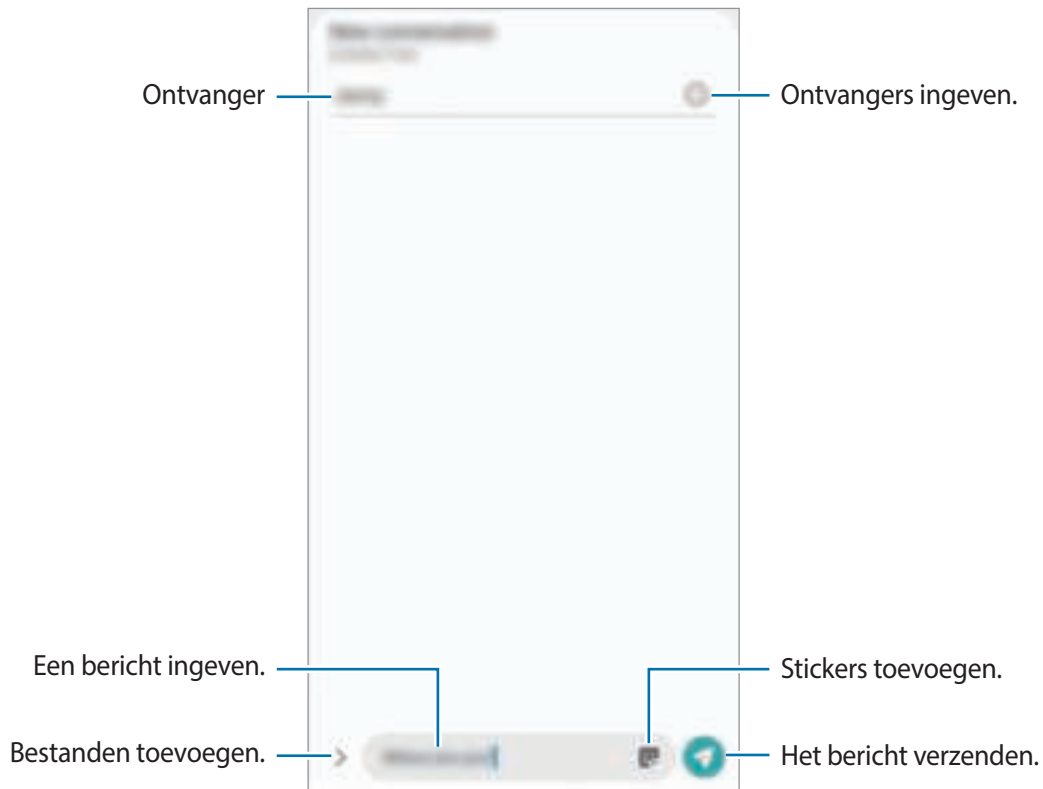 Ontvanger
Ontvangers ingeven.
Een bericht ingeven.
Stickers toevoegen.
Bestanden toevoegen.
Het bericht verzenden.